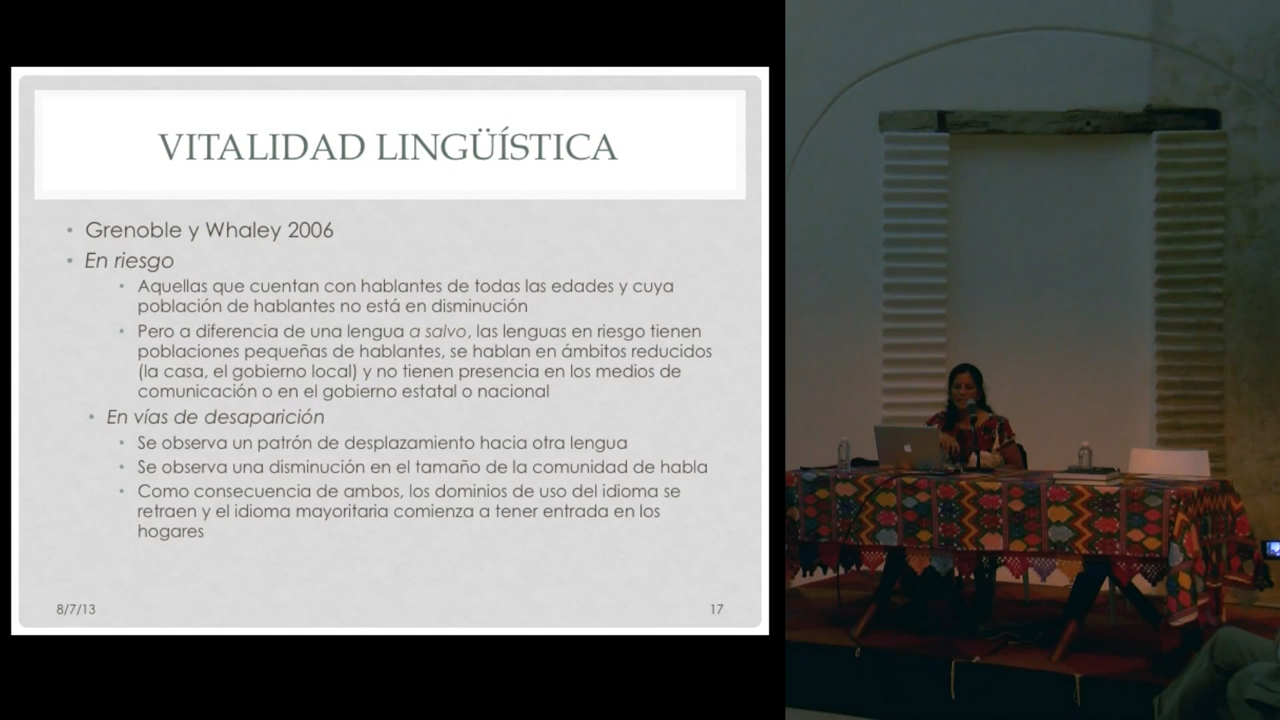 VITALIDAD LINGÜÍSTICA
• Grenoble y Whaley 2006
• En riesgo
• Aquellas que cuentan con hablantes de todas las edades y cuya
población de hablantes no está en disminución
• Pero a diferencia de una lengua a salvo, las lenguas en riesgo tienen
poblaciones pequeñas de hablantes, se hablan en ámbitos reducidos
(la casa, el gobierno local) y no tienen presencia en los medios de
comunicación o en el gobierno estatal o nacional
• En vías de desaparición
• Se observa un patrón de desplazamiento hacia otra lengua
• Se observa una disminución en el tamaño de la comunidad de habla
• Como consecuencia de ambos, los dominios de uso del idioma se
retraen y el idioma mayoritaria comienza a tener entrada en los
hogares
8/7/13
17